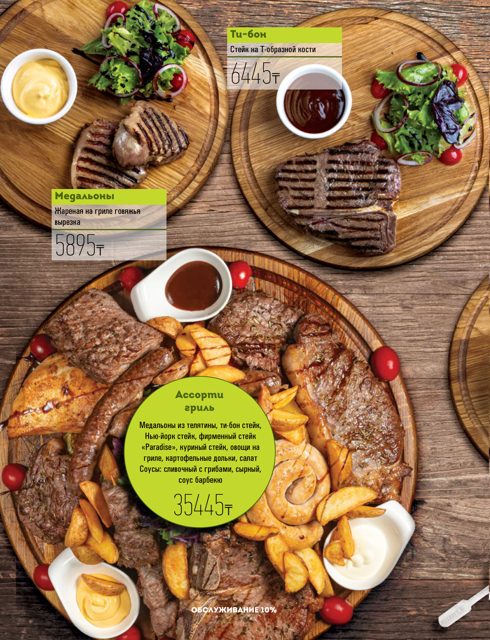 Ти-бон
Стейк на Т-образной кости
6445₸
Медальоны
Жареная на гриле говяжья
вырезка
5895₸
Ассорти
гриль
Медальоны из телятины, ти-бон стейк,
Нью-йорк стейк, фирменный стейк
«Paradise», куриный стейк, овощи на
гриле, картофельные дольки, салат
Соусы: сливочный с грибами, сырный,
соус барбекю
35445₸
ОБСЛУЖИВАНИЕ 10%